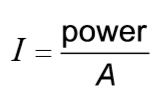 I = power / A